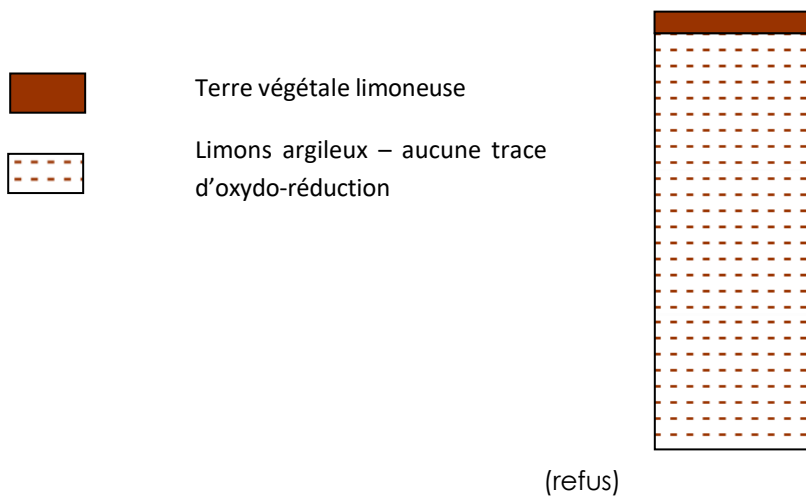 Terre végétale limoneuse
Limons argileux – aucune trace
d’oxydo-réduction
(refus)